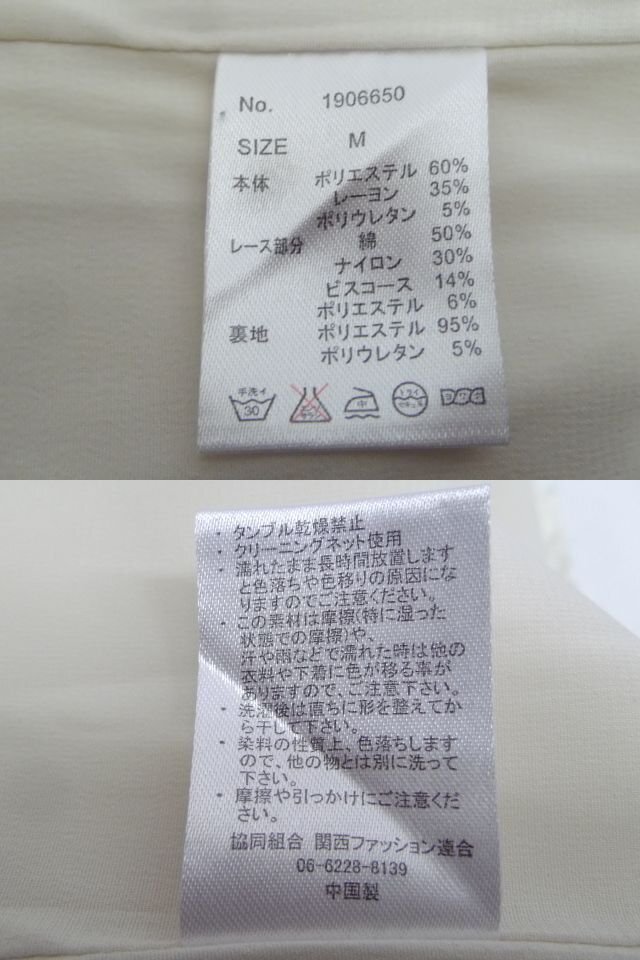 No. 1906650
SIZE M
本体 ポリエステル 60%
レーヨン 35%
ポリウレタン 5%
レース部分 綿 50%
ナイロン 30%
ビスコース 14%
ポリエステル 6%
裏地 ポリエステル 95%
ポリウレタン 5%
手洗イ 30 中 ドライ
・タンブル乾燥禁止
・クリーニングネット使用
・濡れたまま長時間放置します
と色落ちや色移りの原因にな
りますのでご注意ください。
・この素材は摩擦(特に湿った
状態での摩擦)や、
汗や雨などで濡れた時は他の
衣料や下着に色が移る事が
ありますので、ご注意下さい。
・洗濯後は直ちに形を整えてか
ら干して下さい。
・染料の性質上、色落ちします
ので、他の物とは別に洗って
下さい。
・摩擦や引っかけにご注意くだ
さい。
協同組合 関西ファッション連合
06-6228-8139
中国製